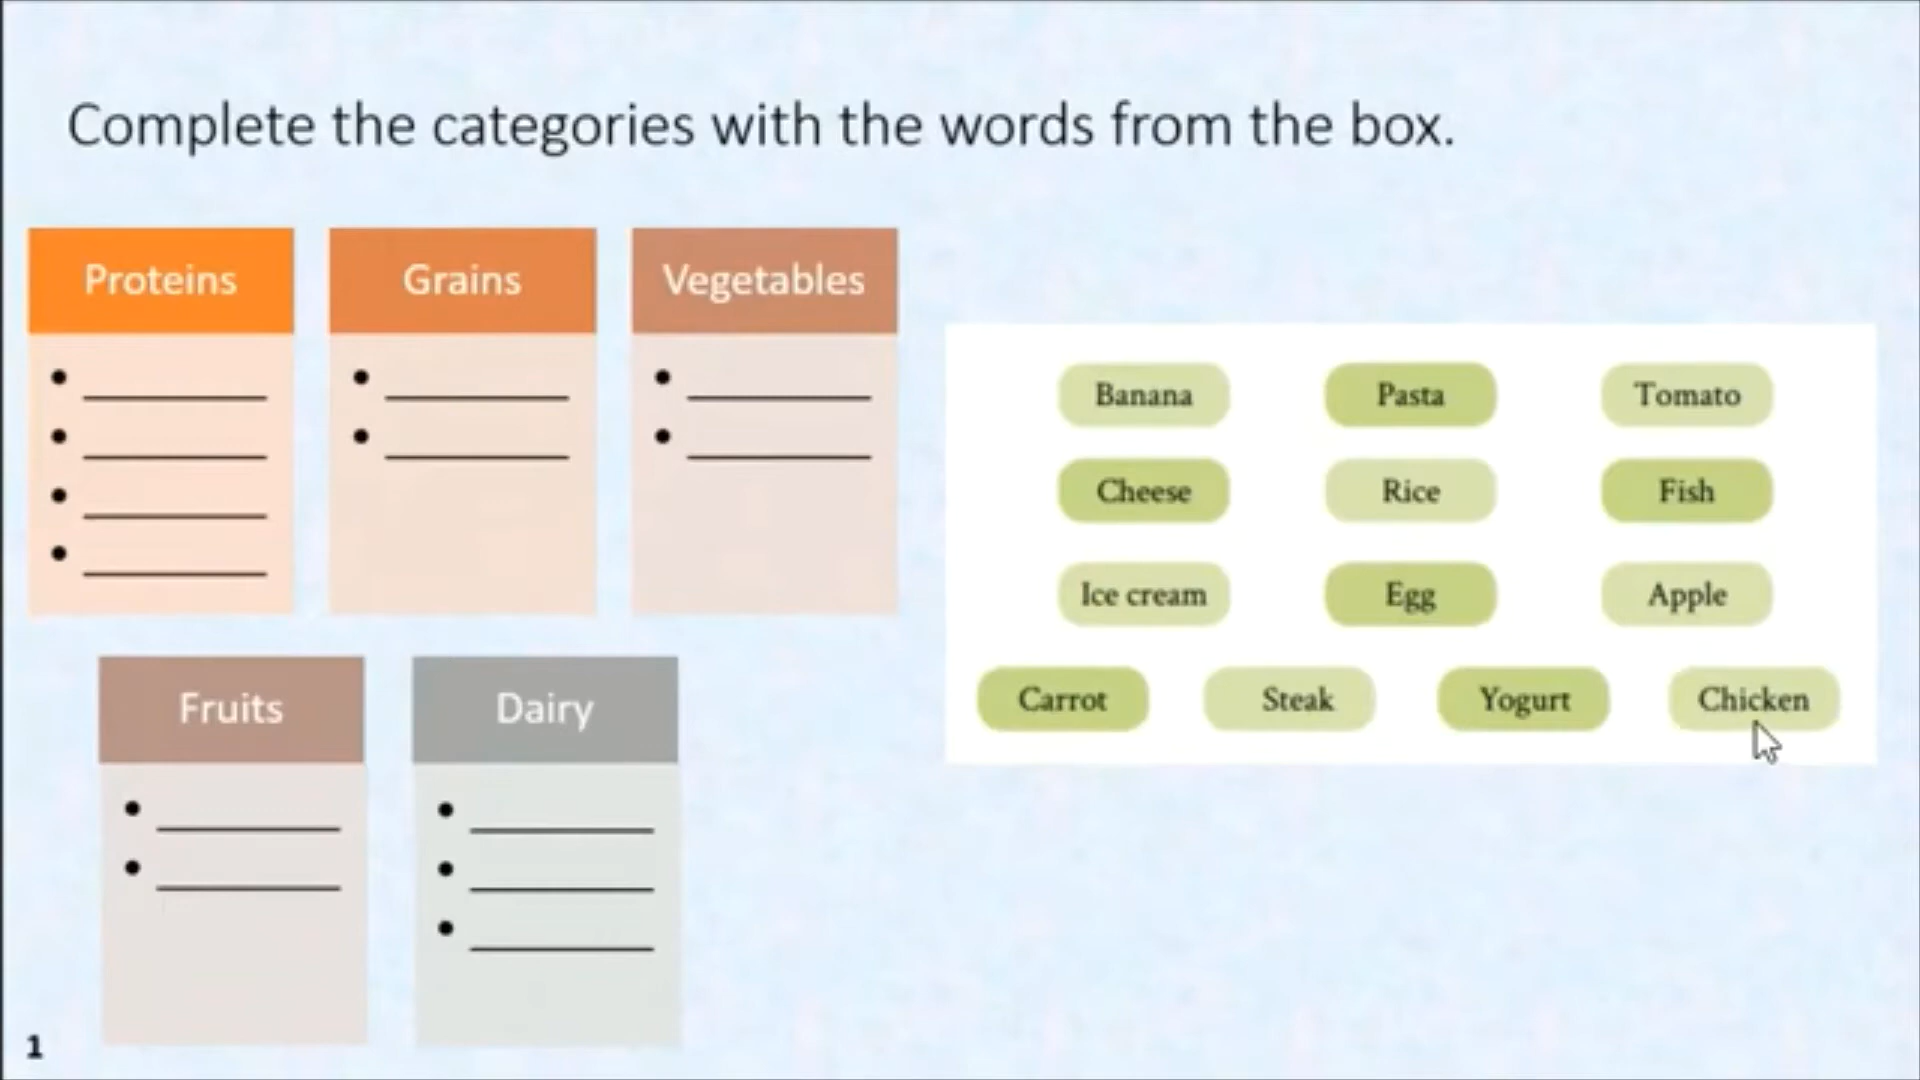 Complete the categories with the words from the box.
Proteins
Grains
Vegetables
Fruits
Dairy
Banana
Pasta
Tomato
Cheese
Rice
Fish
Ice cream
Egg
Apple
Carrot
Steak
Yogurt
Chicken
1